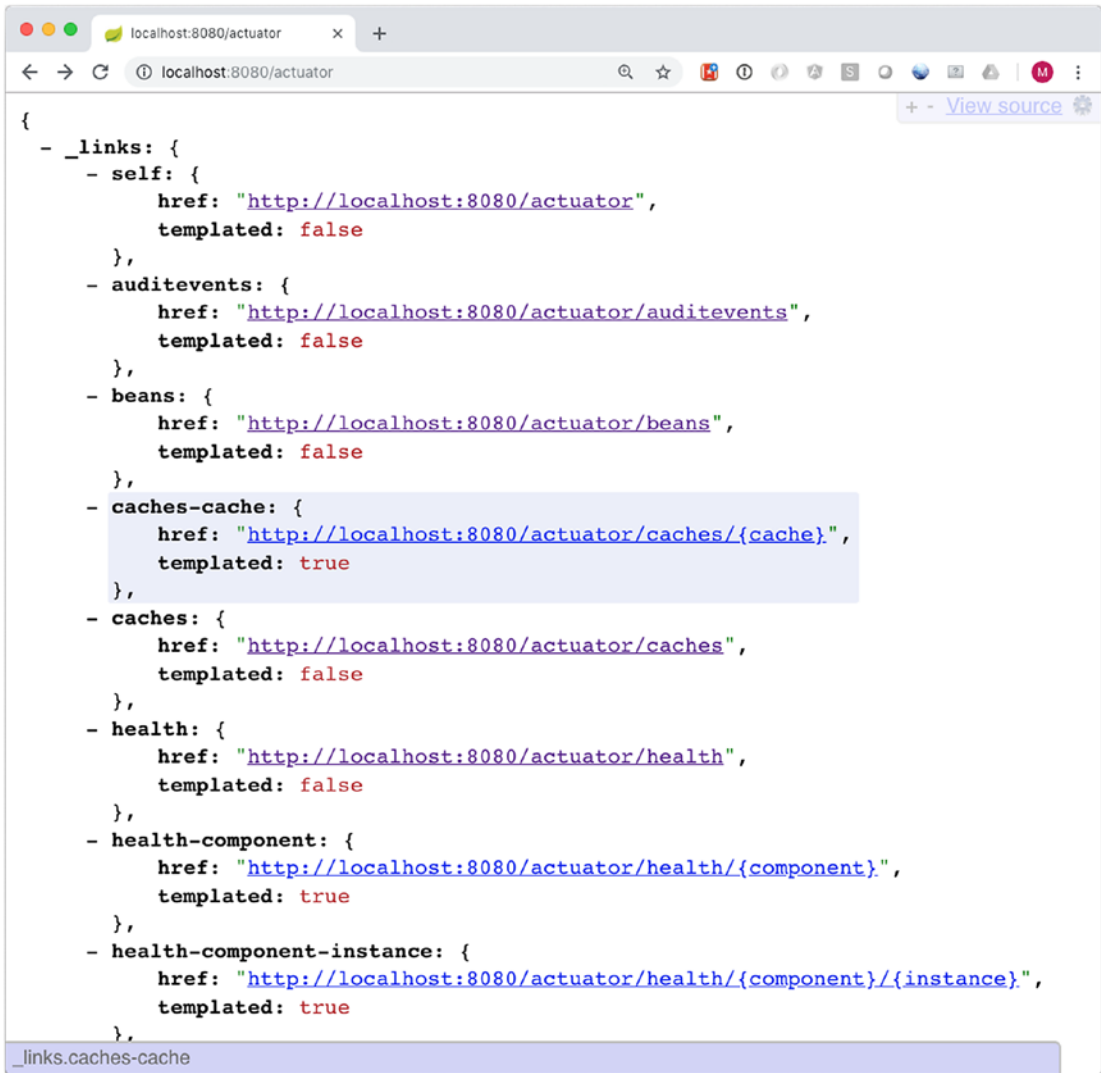 localhost:8080/actuator
localhost:8080/actuator
S
M
+ - View source
{
- _links: {
- self: {
href: "http://localhost:8080/actuator",
templated: false
},
- auditevents: {
href: "http://localhost:8080/actuator/auditevents",
templated: false
},
- beans: {
href: "http://localhost:8080/actuator/beans",
templated: false
},
- caches-cache: {
href: "http://localhost:8080/actuator/caches/{cache}",
templated: true
},
- caches: {
href: "http://localhost:8080/actuator/caches",
templated: false
},
- health: {
href: "http://localhost:8080/actuator/health",
templated: false
},
- health-component: {
href: "http://localhost:8080/actuator/health/{component}",
templated: true
},
- health-component-instance: {
href: "http://localhost:8080/actuator/health/{component}/{instance}",
templated: true
},
_links.caches-cache